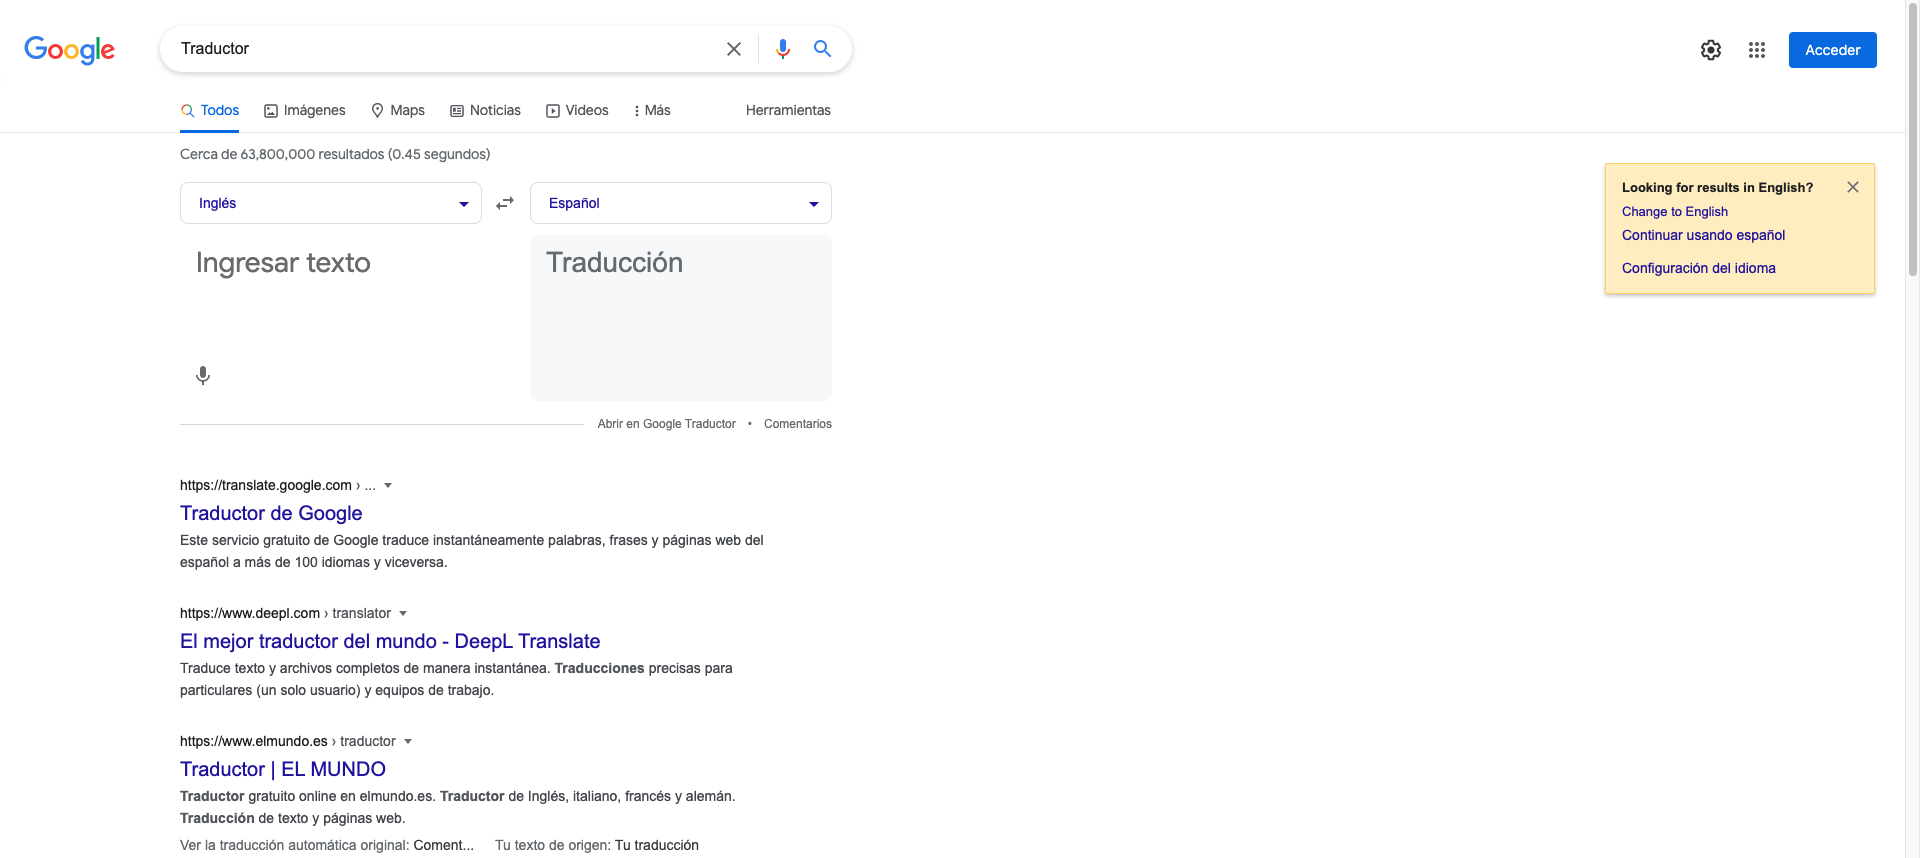 Google
Traductor
Acceder
Todos
Imágenes
Maps
Noticias
Videos
Más
Herramientas
Cerca de 63,800,000 resultados (0.45 segundos)
Inglés
Español
Ingresar texto
Traducción
Abrir en Google Traductor • Comentarios
Looking for results in English?
Change to English
Continuar usando español
Configuración del idioma
https://translate.google.com › ...
Traductor de Google
Este servicio gratuito de Google traduce instantáneamente palabras, frases y páginas web del
español a más de 100 idiomas y viceversa.
https://www.deepl.com › translator
El mejor traductor del mundo - DeepL Translate
Traduce texto y archivos completos de manera instantánea. Traducciones precisas para
particulares (un solo usuario) y equipos de trabajo.
https://www.elmundo.es › traductor
Traductor | EL MUNDO
Traductor gratuito online en elmundo.es. Traductor de Inglés, italiano, francés y alemán.
Traducción de texto y páginas web.
Ver la traducción automática original: Coment... Tu texto de origen: Tu traducción